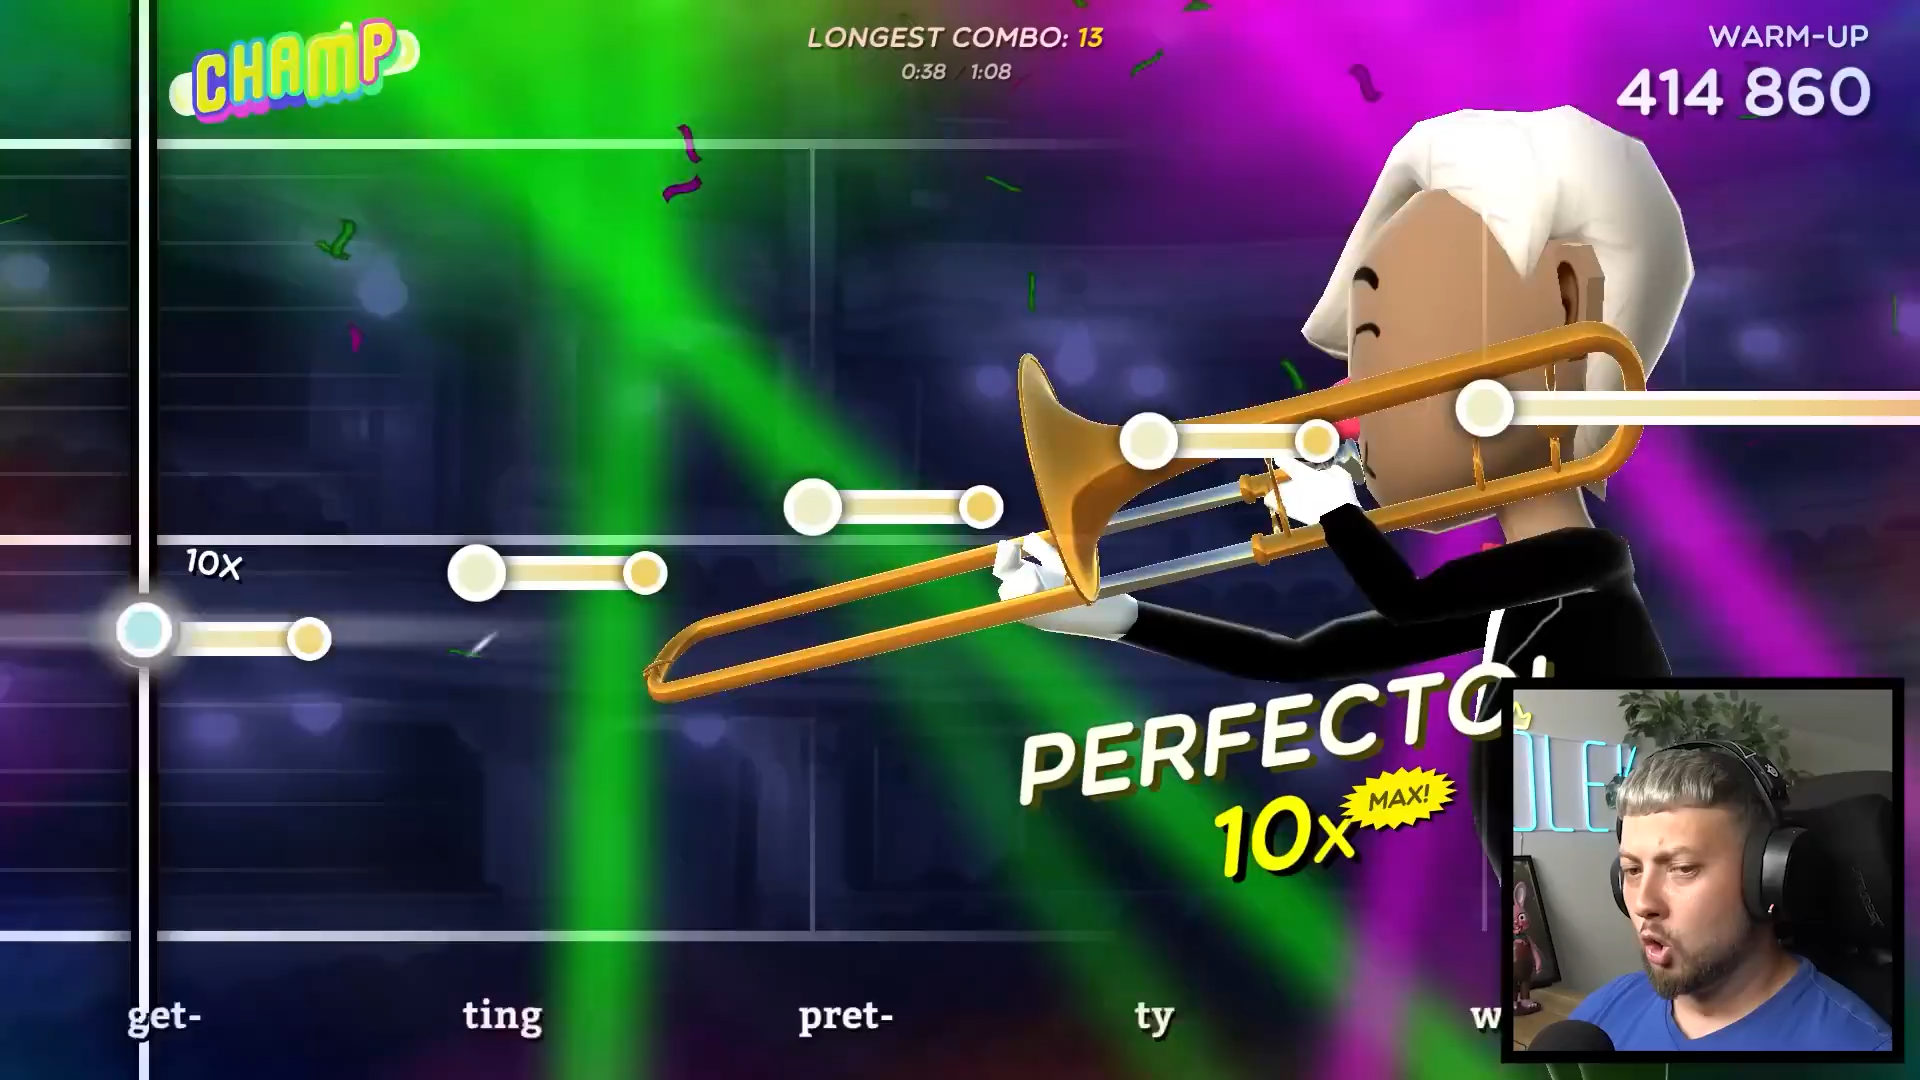 CHAMP
LONGEST COMBO: 13
0:38 / 1:08
WARM-UP
414 860
10X
PERFECTO!
10x
MAX!
get- ting pret- ty